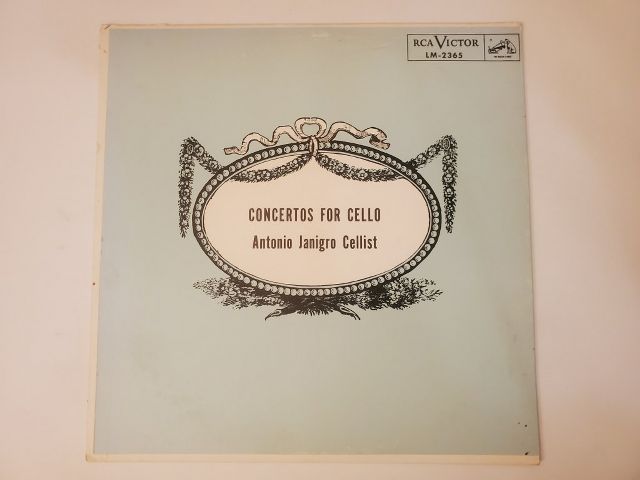 RCA VICTOR
LM-2365
CONCERTOS FOR CELLO
Antonio Janigro Cellist